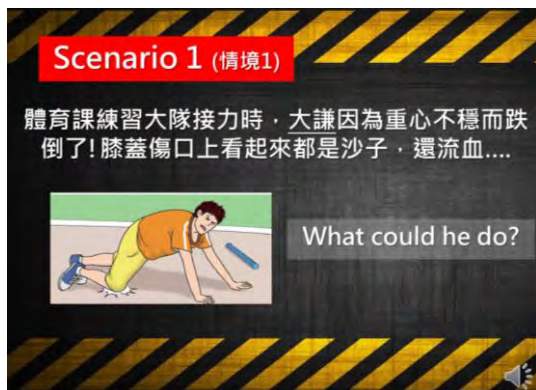 Scenario 1 (情境1)
體育課練習大隊接力時，大謙因為重心不穩而跌
倒了!膝蓋傷口上看起來都是沙子，還流血....
What could he do?